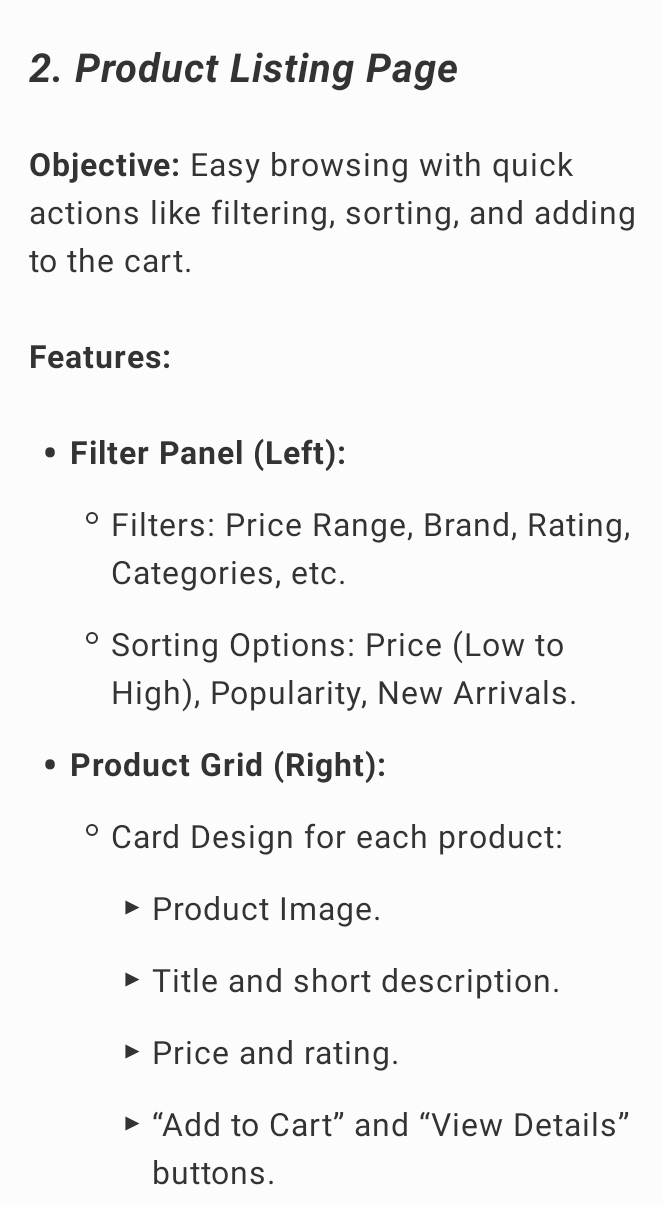 2. Product Listing Page
Objective: Easy browsing with quick
actions like filtering, sorting, and adding
to the cart.
Features:
• Filter Panel (Left):
○ Filters: Price Range, Brand, Rating,
Categories, etc.
○ Sorting Options: Price (Low to
High), Popularity, New Arrivals.
• Product Grid (Right):
○ Card Design for each product:
▸ Product Image.
▸ Title and short description.
▸ Price and rating.
▸ “Add to Cart” and “View Details”
buttons.